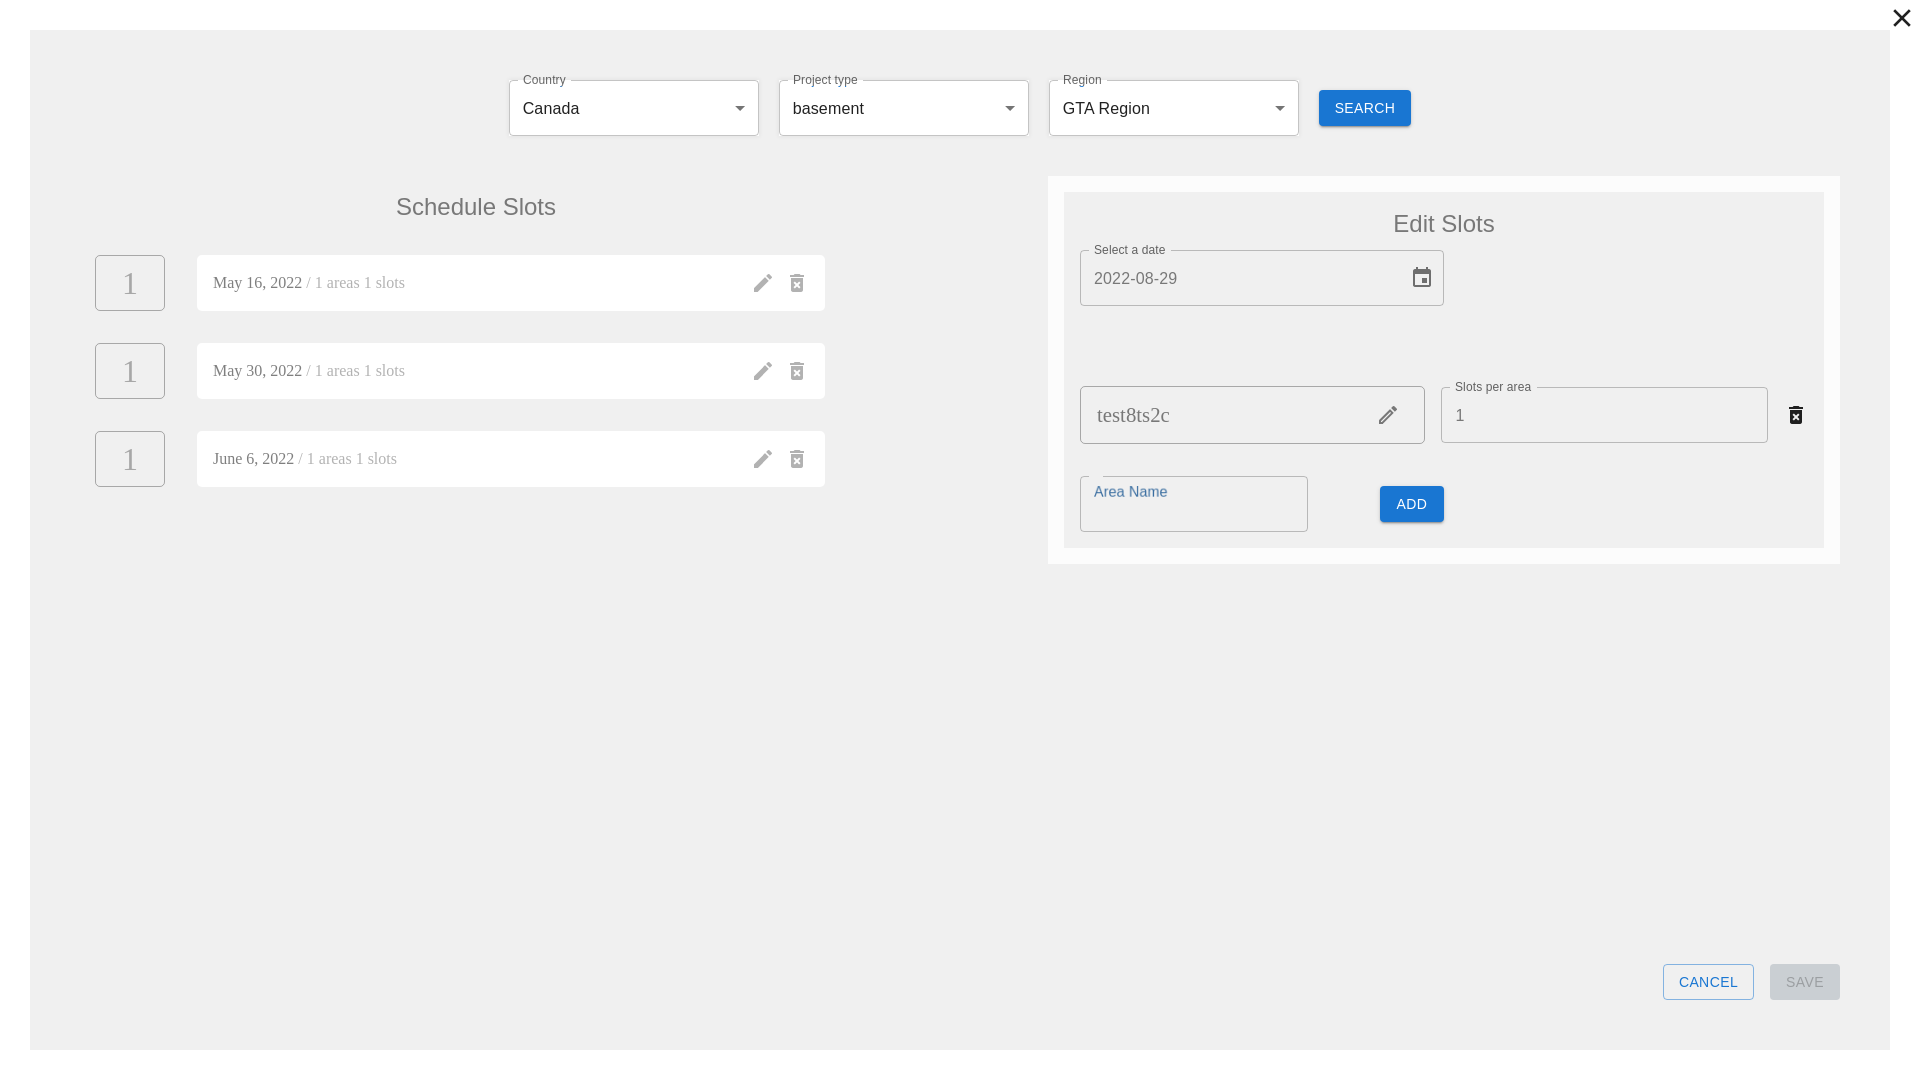 Country
Canada
Project type
basement
Region
GTA Region
SEARCH
Schedule Slots
1
May 16, 2022 / 1 areas 1 slots
1
May 30, 2022 / 1 areas 1 slots
1
June 6, 2022 / 1 areas 1 slots
Edit Slots
Select a date
2022-08-29
test8ts2c
Slots per area
1
Area Name
ADD
CANCEL
SAVE